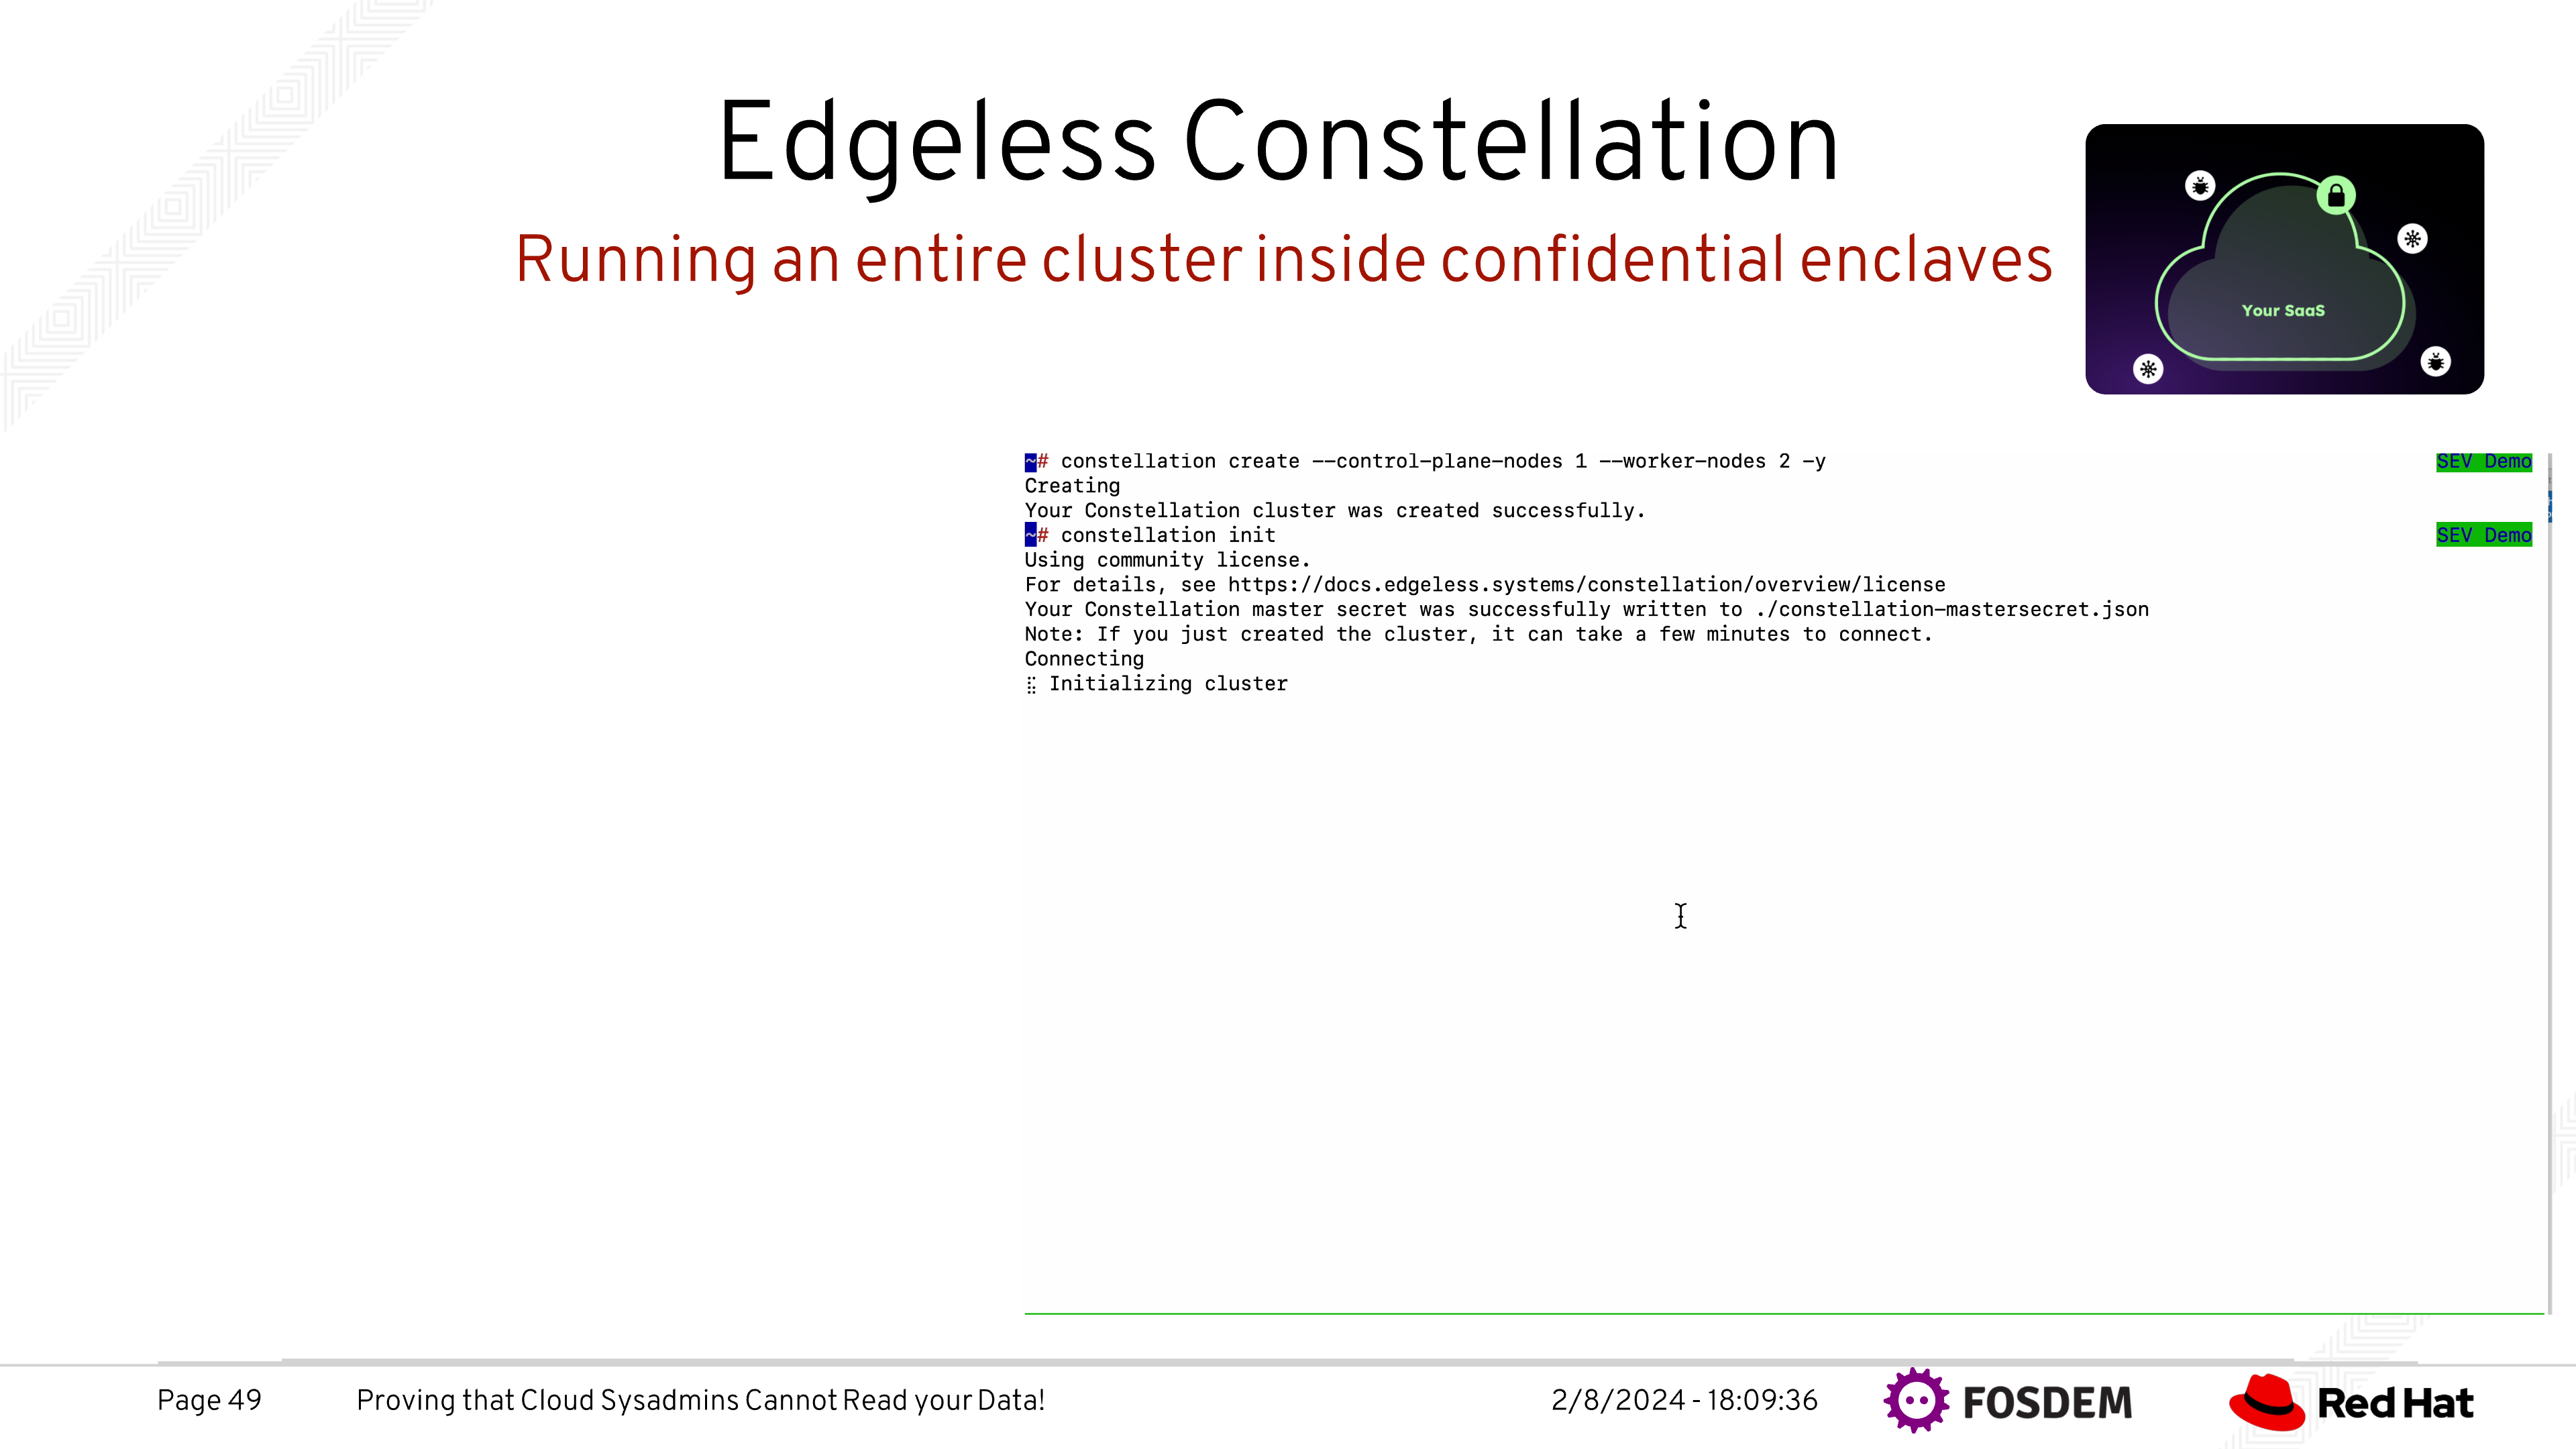 Edgeless Constellation
Running an entire cluster inside confidential enclaves
Your SaaS
~# constellation create --control-plane-nodes 1 --worker-nodes 2 -y
SEV Demo
Creating
Your Constellation cluster was created successfully.
~# constellation init
SEV Demo
Using community license.
For details, see https://docs.edgeless.systems/constellation/overview/license
Your Constellation master secret was successfully written to ./constellation-mastersecret.json
Note: If you just created the cluster, it can take a few minutes to connect.
Connecting
Initializing cluster
Page 49
Proving that Cloud Sysadmins Cannot Read your Data!
2/8/2024 - 18:09:36
FOSDEM
Red Hat